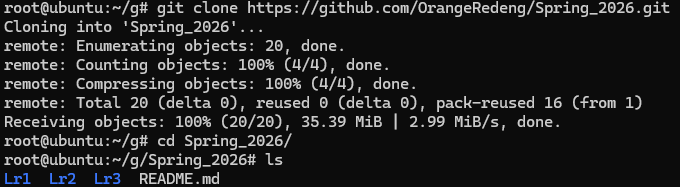 root@ubuntu:~/g# git clone https://github.com/OrangeRedeng/Spring_2026.git
Cloning into 'Spring_2026'...
remote: Enumerating objects: 20, done.
remote: Counting objects: 100% (4/4), done.
remote: Compressing objects: 100% (4/4), done.
remote: Total 20 (delta 0), reused 0 (delta 0), pack-reused 16 (from 1)
Receiving objects: 100% (20/20), 35.39 MiB | 2.99 MiB/s, done.
root@ubuntu:~/g# cd Spring_2026/
root@ubuntu:~/g/Spring_2026# ls
Lr1  Lr2  Lr3  README.md